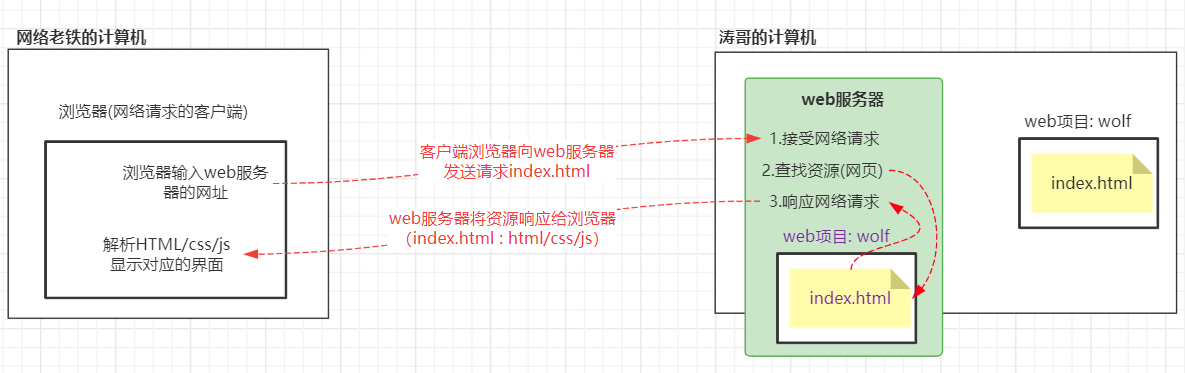 网络老铁的计算机
浏览器(网络请求的客户端)
浏览器输入web服务
器的网址
解析HTML/css/js
显示对应的界面
客户端浏览器向web服务器
发送请求index.html
web服务器将资源响应给浏览器
（index.html : html/css/js）
涛哥的计算机
web服务器
1.接受网络请求
2.查找资源(网页)
3.响应网络请求
web项目: wolf
index.html
web项目: wolf
index.html